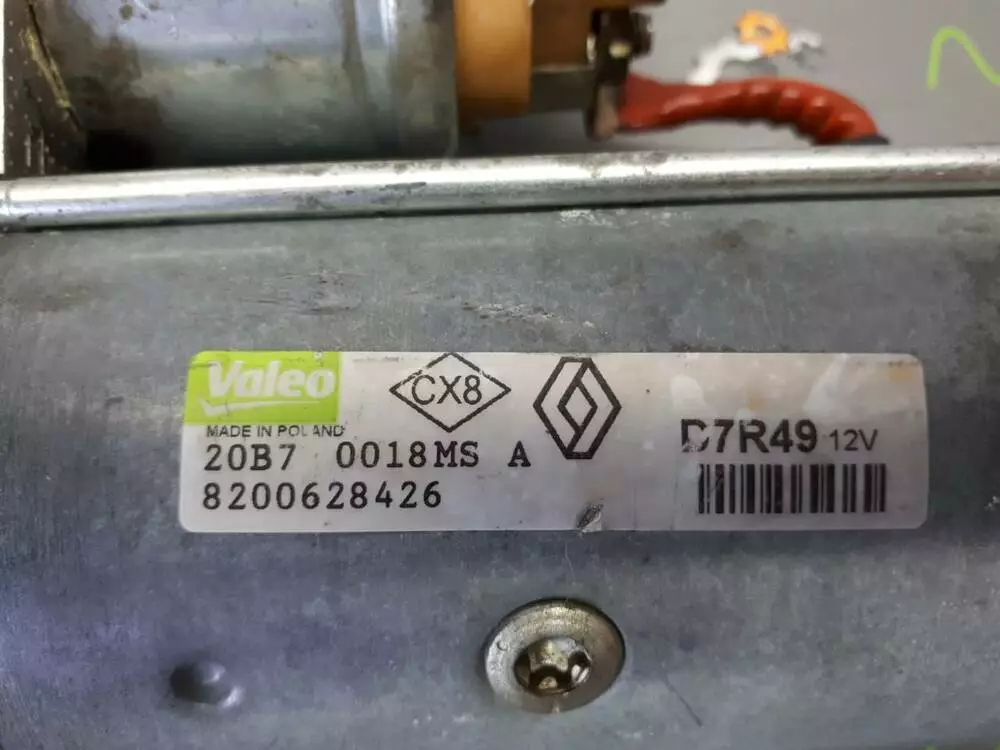 Valeo
CX8
MADE IN POLAND
D7R49 12V
20B7 0018MS A
8200628426